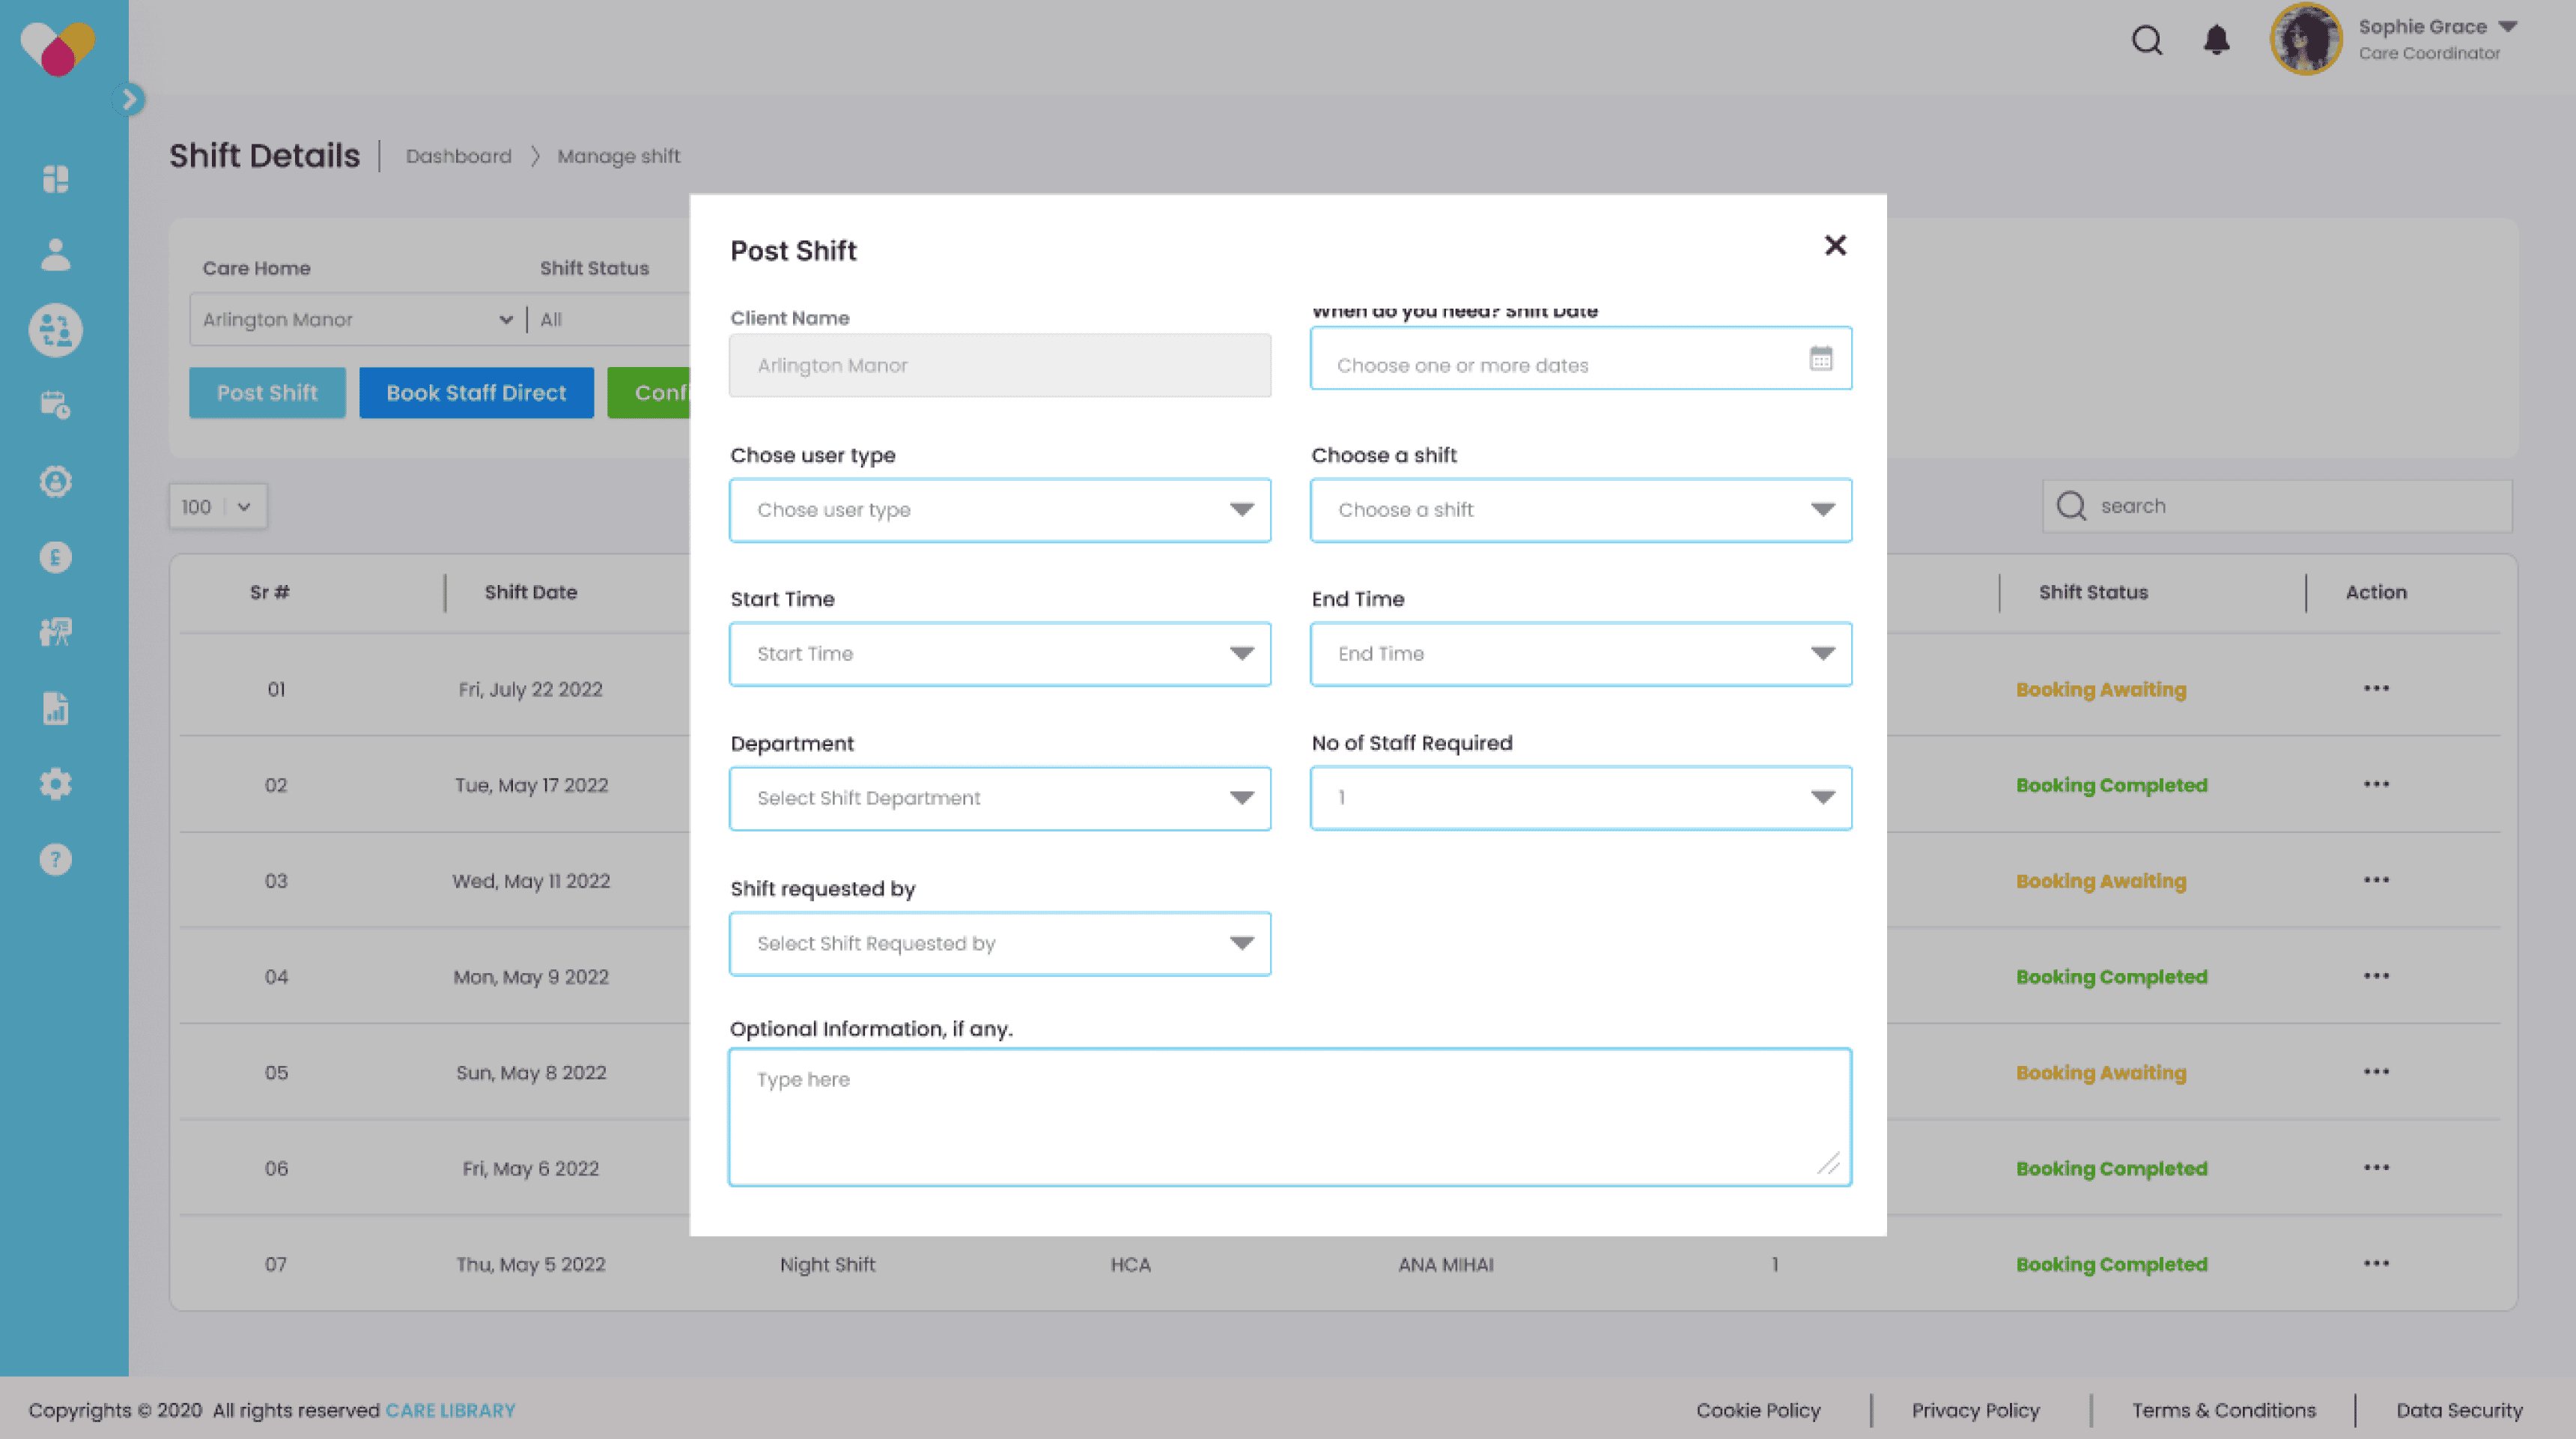 Sophie Grace
Care Coordinator
Shift Details
Dashboard
Manage shift
Care Home
Shift Status
Arlington Manor
All
Post Shift
Book Staff Direct
Confi
100
search
Sr #
Shift Date
Shift Status
Action
01
Fri, July 22 2022
Booking Awaiting
02
Tue, May 17 2022
Booking Completed
03
Wed, May 11 2022
Booking Awaiting
04
Mon, May 9 2022
Booking Completed
05
Sun, May 8 2022
Booking Awaiting
06
Fri, May 6 2022
Booking Completed
07
Thu, May 5 2022
Night Shift
HCA
ANA MIHAI
1
Booking Completed
Post Shift
Client Name
Arlington Manor
When do you need? Shift Date
Choose one or more dates
Chose user type
Chose user type
Choose a shift
Choose a shift
Start Time
Start Time
End Time
End Time
Department
Select Shift Department
No of Staff Required
1
Shift requested by
Select Shift Requested by
Optional Information, if any.
Type here
Copyrights © 2020 All rights reserved CARE LIBRARY
Cookie Policy
Privacy Policy
Terms & Conditions
Data Security